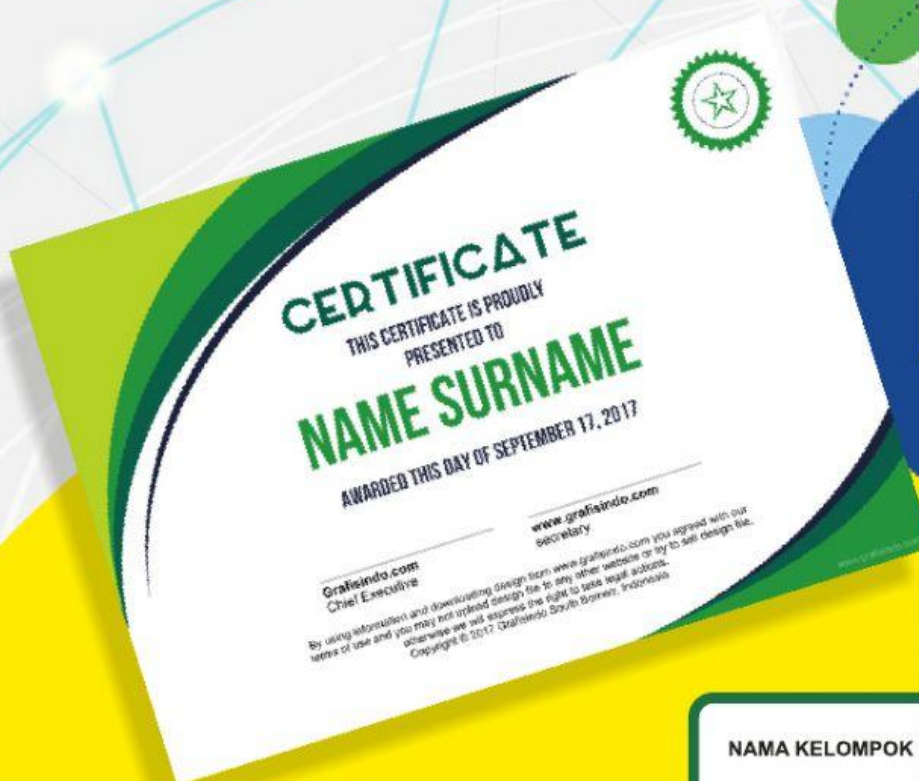 CERTIFICATE
THIS CERTIFICATE IS PROUDLY
PRESENTED TO
NAME SURNAME
AWARDED THIS DAY OF SEPTEMBER 17, 2017
Grafisindo.com
Chief Executive
www.grafisindo.com
secretary
By using information and downloading design from www.grafisindo.com you agreed with our
terms of use and you may not upload design file to any other website or try to sell design file,
otherwise we will express the right to take legal actions.
Copyright © 2017 Grafisindo South Borneo, Indonesia
NAMA KELOMPOK